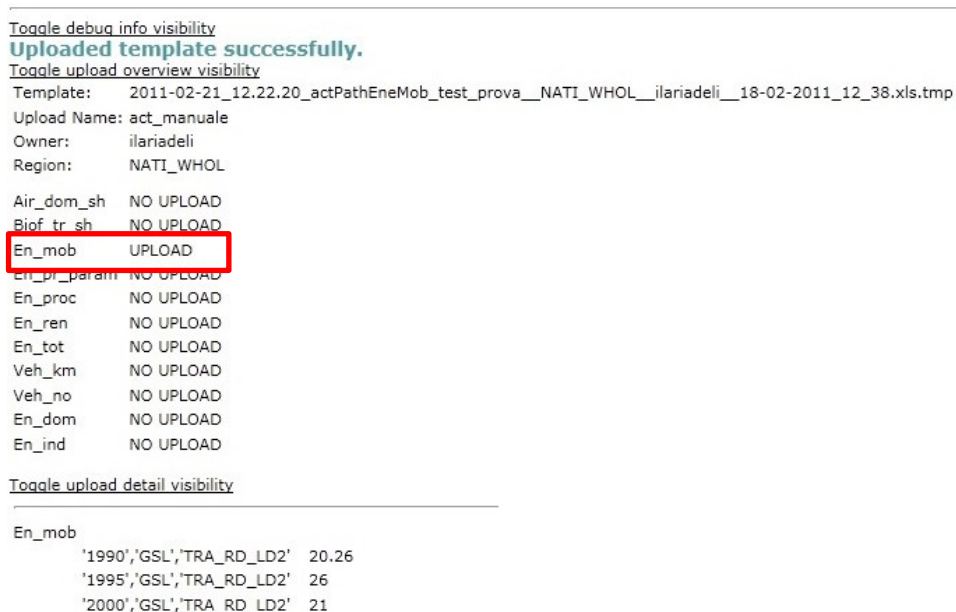 Toggle debug info visibility
Uploaded template successfully.
Toggle upload overview visibility
Template: 2011-02-21_12.22.20_actPathEneMob_test_prova__NATI_WHOL__ilariadeli__18-02-2011_12_38.xls.tmp
Upload Name: act_manuale
Owner: ilariadeli
Region: NATI_WHOL
Air_dom_sh NO UPLOAD
Biof_tr_sh NO UPLOAD
En_mob UPLOAD
En_pr_param NO UPLOAD
En_proc NO UPLOAD
En_ren NO UPLOAD
En_tot NO UPLOAD
Veh_km NO UPLOAD
Veh_no NO UPLOAD
En_dom NO UPLOAD
En_ind NO UPLOAD
Toggle upload detail visibility
En_mob
'1990','GSL','TRA_RD_LD2' 20.26
'1995','GSL','TRA_RD_LD2' 26
'2000','GSL','TRA_RD_LD2' 21